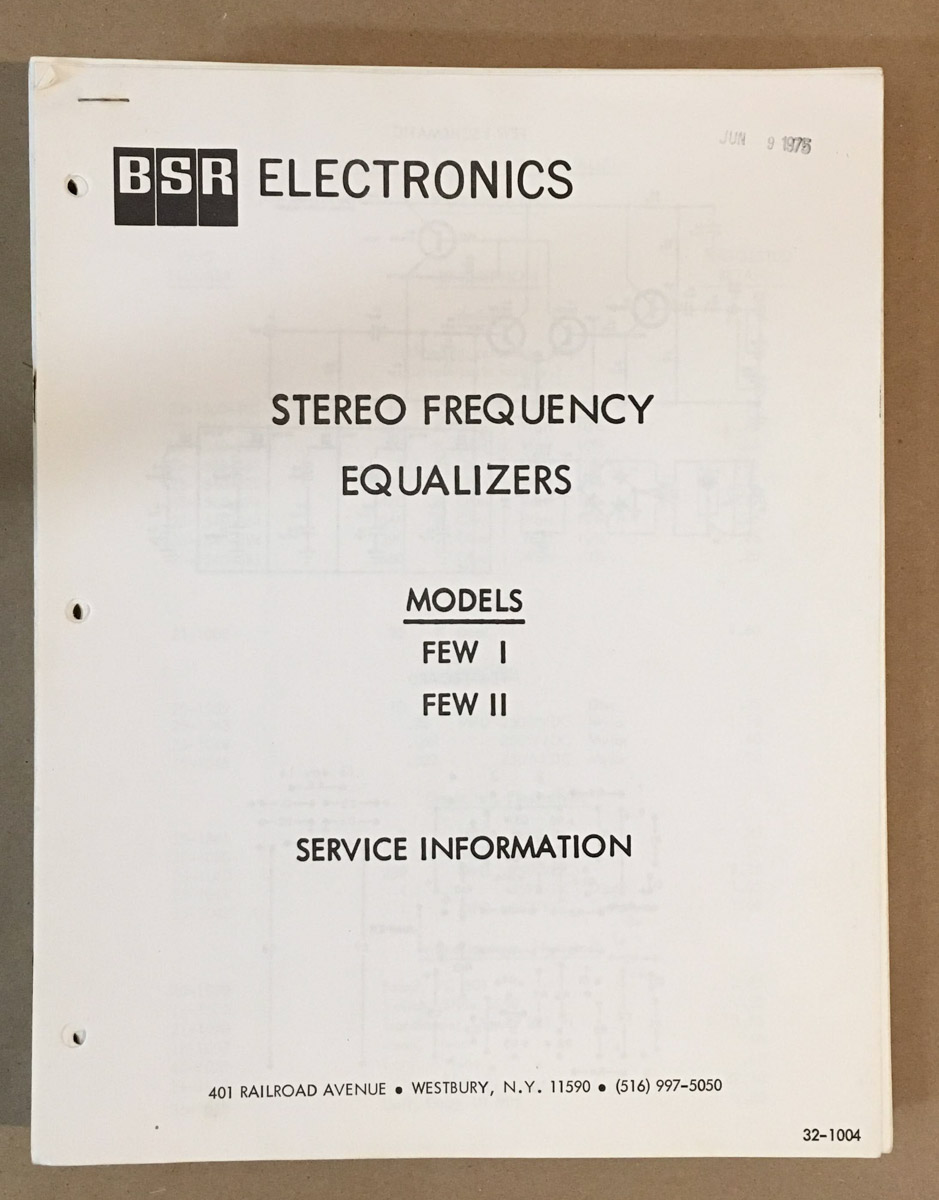 JUN 9 1975
BSR ELECTRONICS
STEREO FREQUENCY
EQUALIZERS
MODELS
FEW I
FEW II
SERVICE INFORMATION
401 RAILROAD AVENUE • WESTBURY, N.Y. 11590 • (516) 997-5050
32-1004